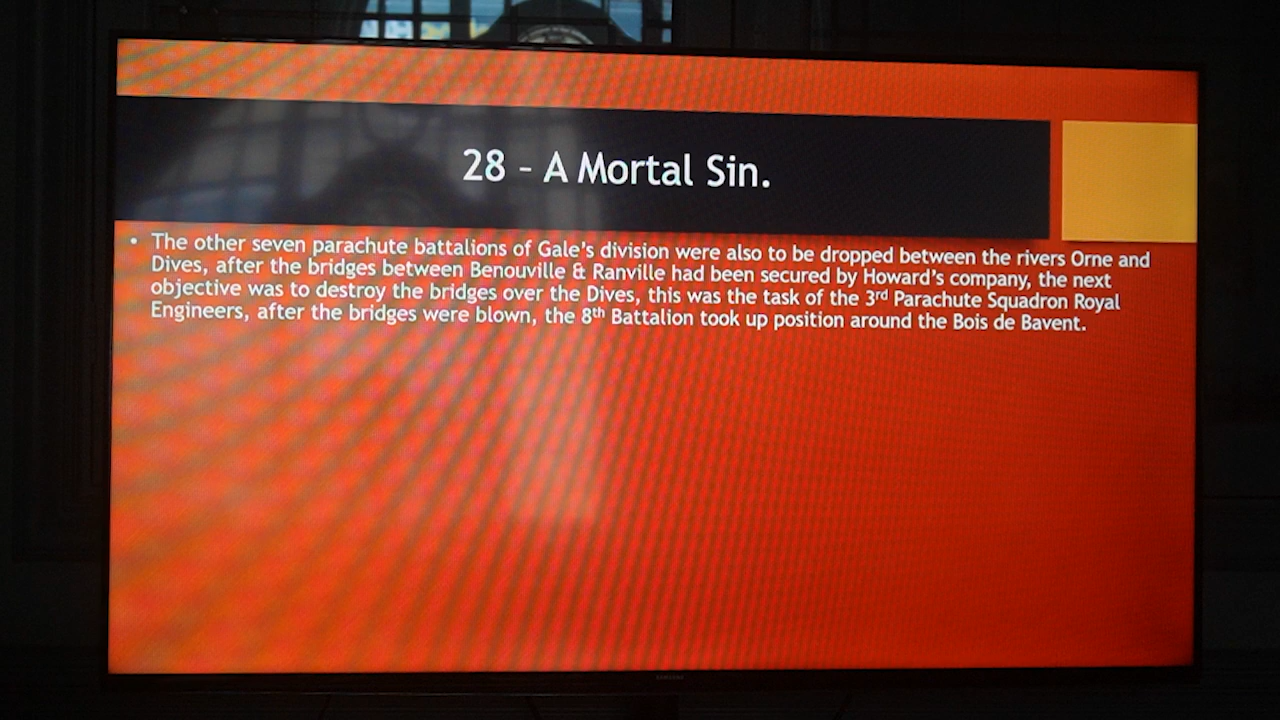 28 – A Mortal Sin.
• The other seven parachute battalions of Gale's division were also to be dropped between the rivers Orne and
Dives, after the bridges between Benouville & Ranville had been secured by Howard's company, the next
objective was to destroy the bridges over the Dives, this was the task of the 3rd Parachute Squadron Royal
Engineers, after the bridges were blown, the 8th Battalion took up position around the Bois de Bavent.
SAMSUNG